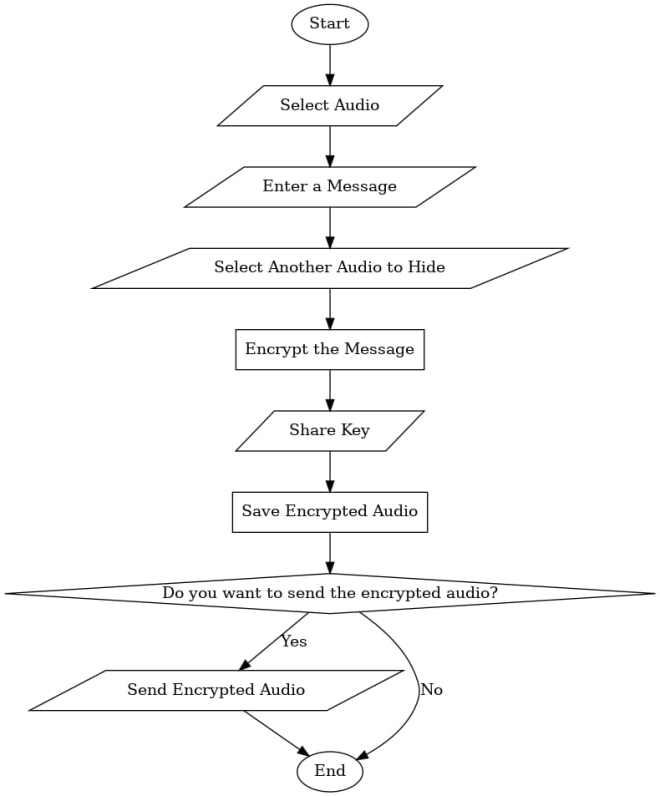 Start
Select Audio
Enter a Message
Select Another Audio to Hide
Encrypt the Message
Share Key
Save Encrypted Audio
Do you want to send the encrypted audio?
Yes
Send Encrypted Audio
No
End